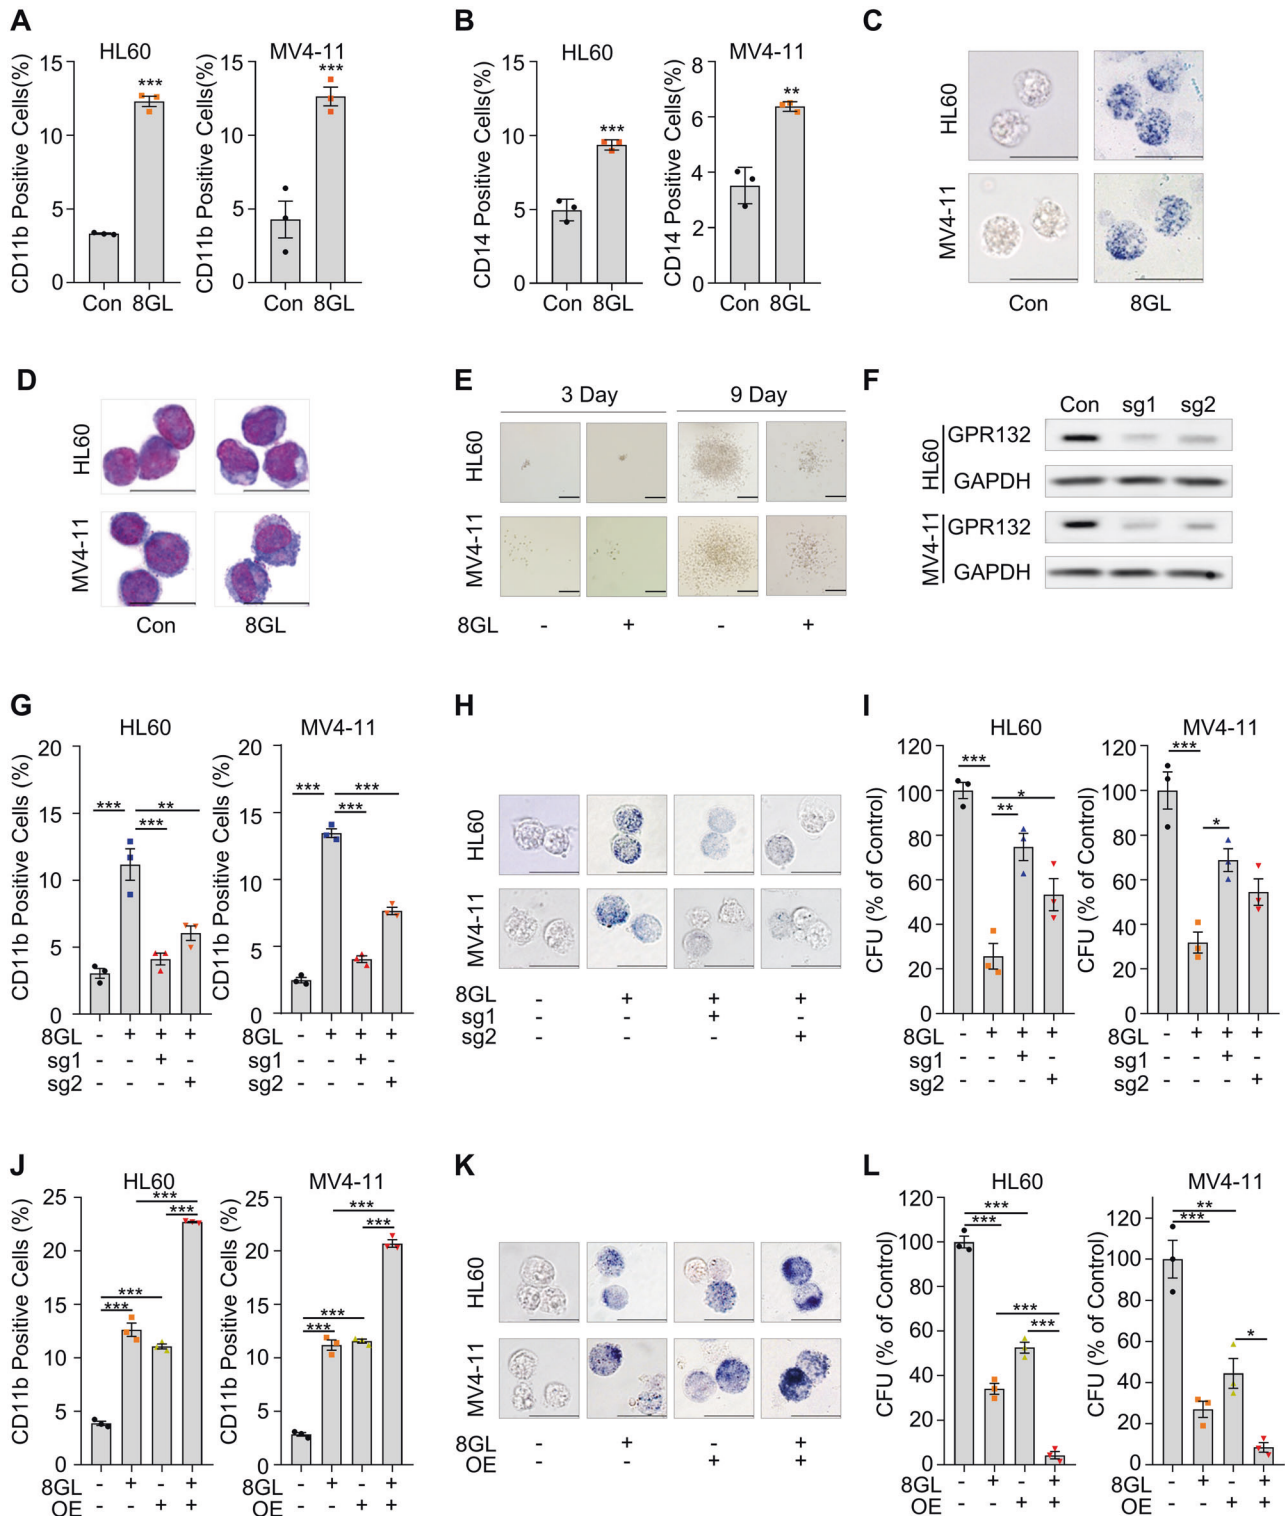 A
HL60
MV4-11
CD11b Positive Cells(%)
15
10
5
0
***
Con 8GL
CD11b Positive Cells(%)
15
10
5
0
***
Con 8GL
B
HL60
MV4-11
CD14 Positive Cells(%)
15
10
5
0
***
Con 8GL
CD14 Positive Cells(%)
8
6
4
2
0
**
Con 8GL
C
HL60
MV4-11
Con 8GL
D
HL60
MV4-11
Con 8GL
E
3 Day 9 Day
HL60
MV4-11
8GL - + - +
F
Con sg1 sg2
HL60
GPR132
GAPDH
MV4-11
GPR132
GAPDH
G
HL60
MV4-11
CD11b Positive Cells (%)
20
15
10
5
0
*** **
***
8GL - + + +
sg1 - - + -
sg2 - - - +
CD11b Positive Cells (%)
20
15
10
5
0
*** ***
***
- + + +
- - + -
- - - +
H
HL60
MV4-11
8GL - + + +
sg1 - - + -
sg2 - - - +
I
HL60
MV4-11
CFU (% of Control)
120
100
80
60
40
20
0
***
*
**
8GL - + + +
sg1 - - + -
sg2 - - - +
CFU (% of Control)
120
100
80
60
40
20
0
***
*
- + + +
- - + -
- - - +
J
HL60
MV4-11
CD11b Positive Cells (%)
25
20
15
10
5
0
***
***
***
***
8GL - + - +
OE - - + +
CD11b Positive Cells (%)
25
20
15
10
5
0
***
***
***
***
- + - +
- - + +
K
HL60
MV4-11
8GL - + - +
OE - - + +
L
HL60
MV4-11
CFU (% of Control)
120
100
80
60
40
20
0
***
***
***
***
8GL - + - +
OE - - + +
CFU (% of Control)
120
100
80
60
40
20
0
**
***
*
- + - +
- - + +